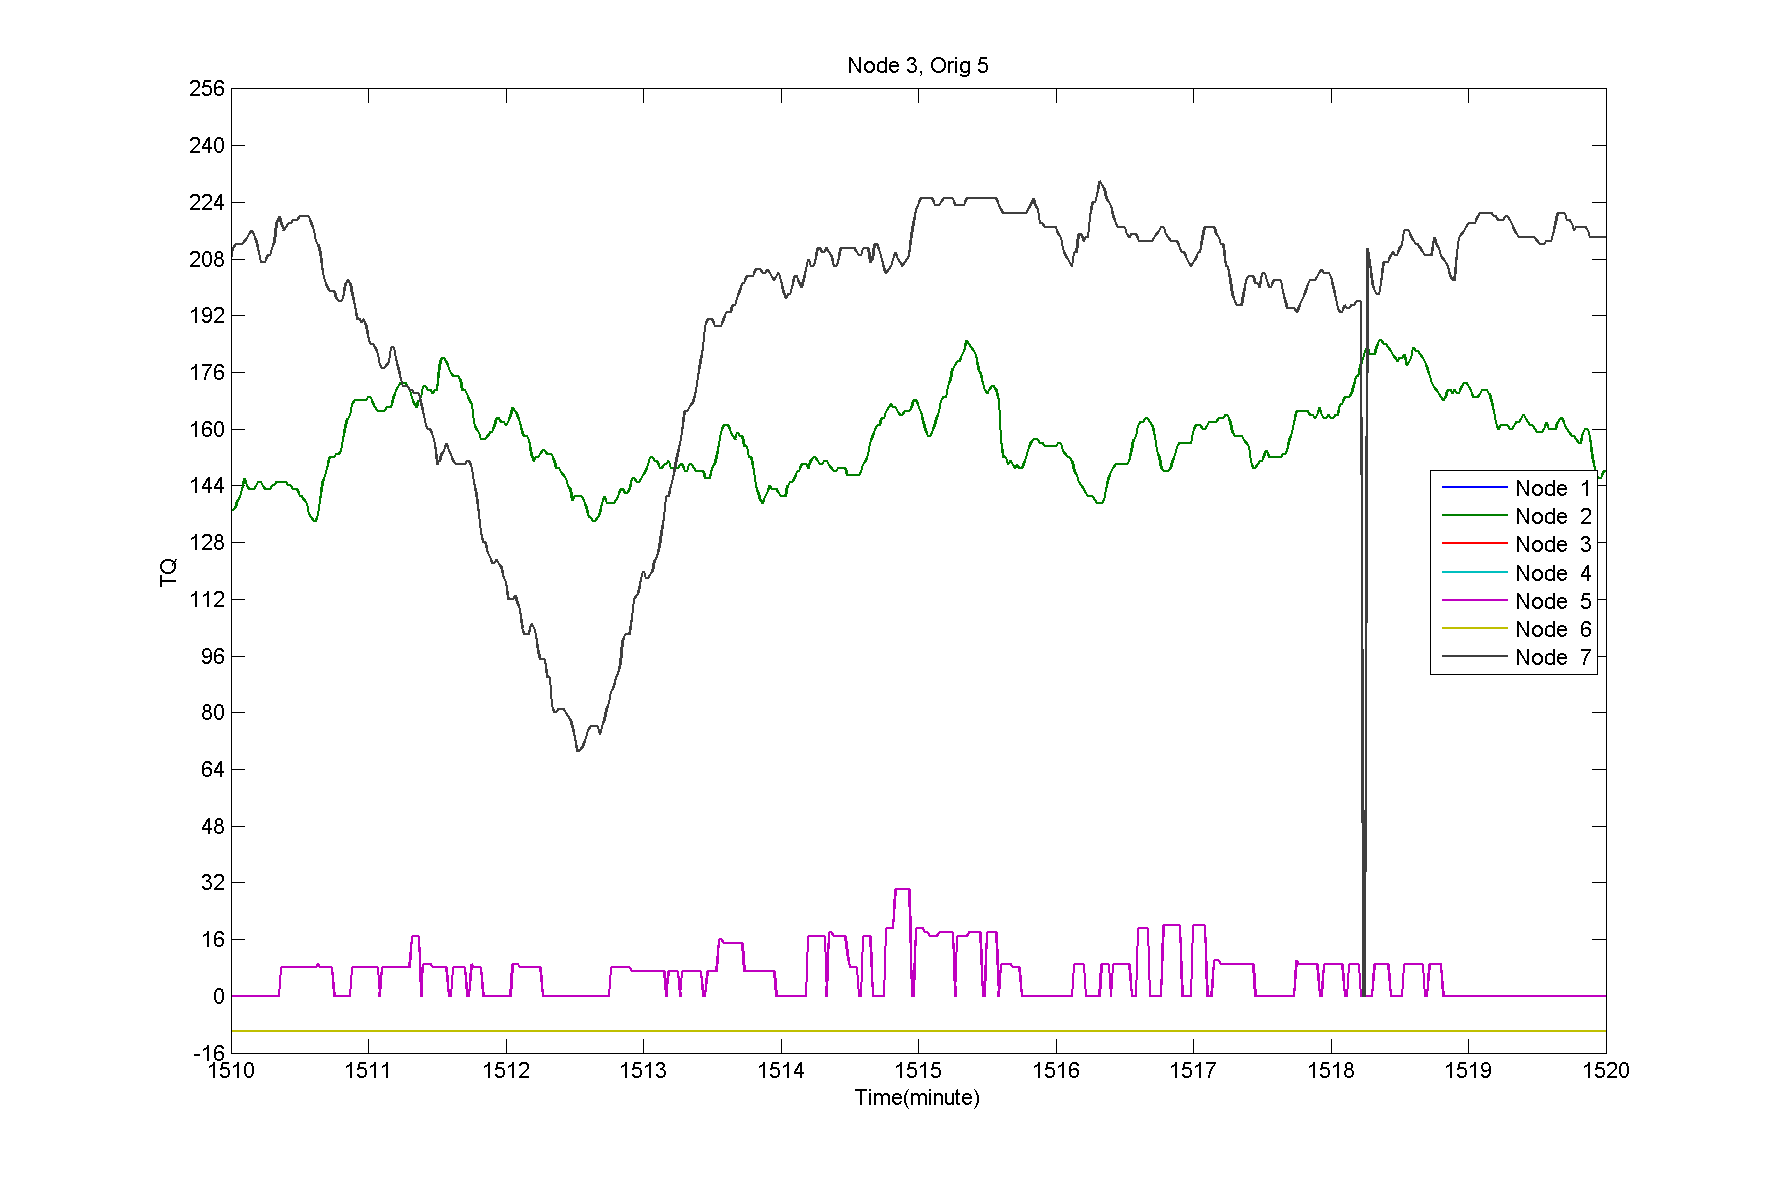 Node 3, Orig 5
256
240
224
208
192
176
160
144
128
112
96
80
64
48
32
16
0
-16
TQ
Node 1
Node 2
Node 3
Node 4
Node 5
Node 6
Node 7
1510 1511 1512 1513 1514 1515 1516 1517 1518 1519 1520
Time(minute)